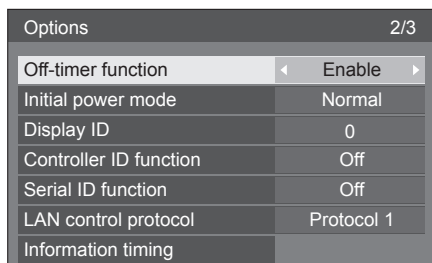 Options 2/3
Off-timer function Enable
Initial power mode Normal
Display ID 0
Controller ID function Off
Serial ID function Off
LAN control protocol Protocol 1
Information timing